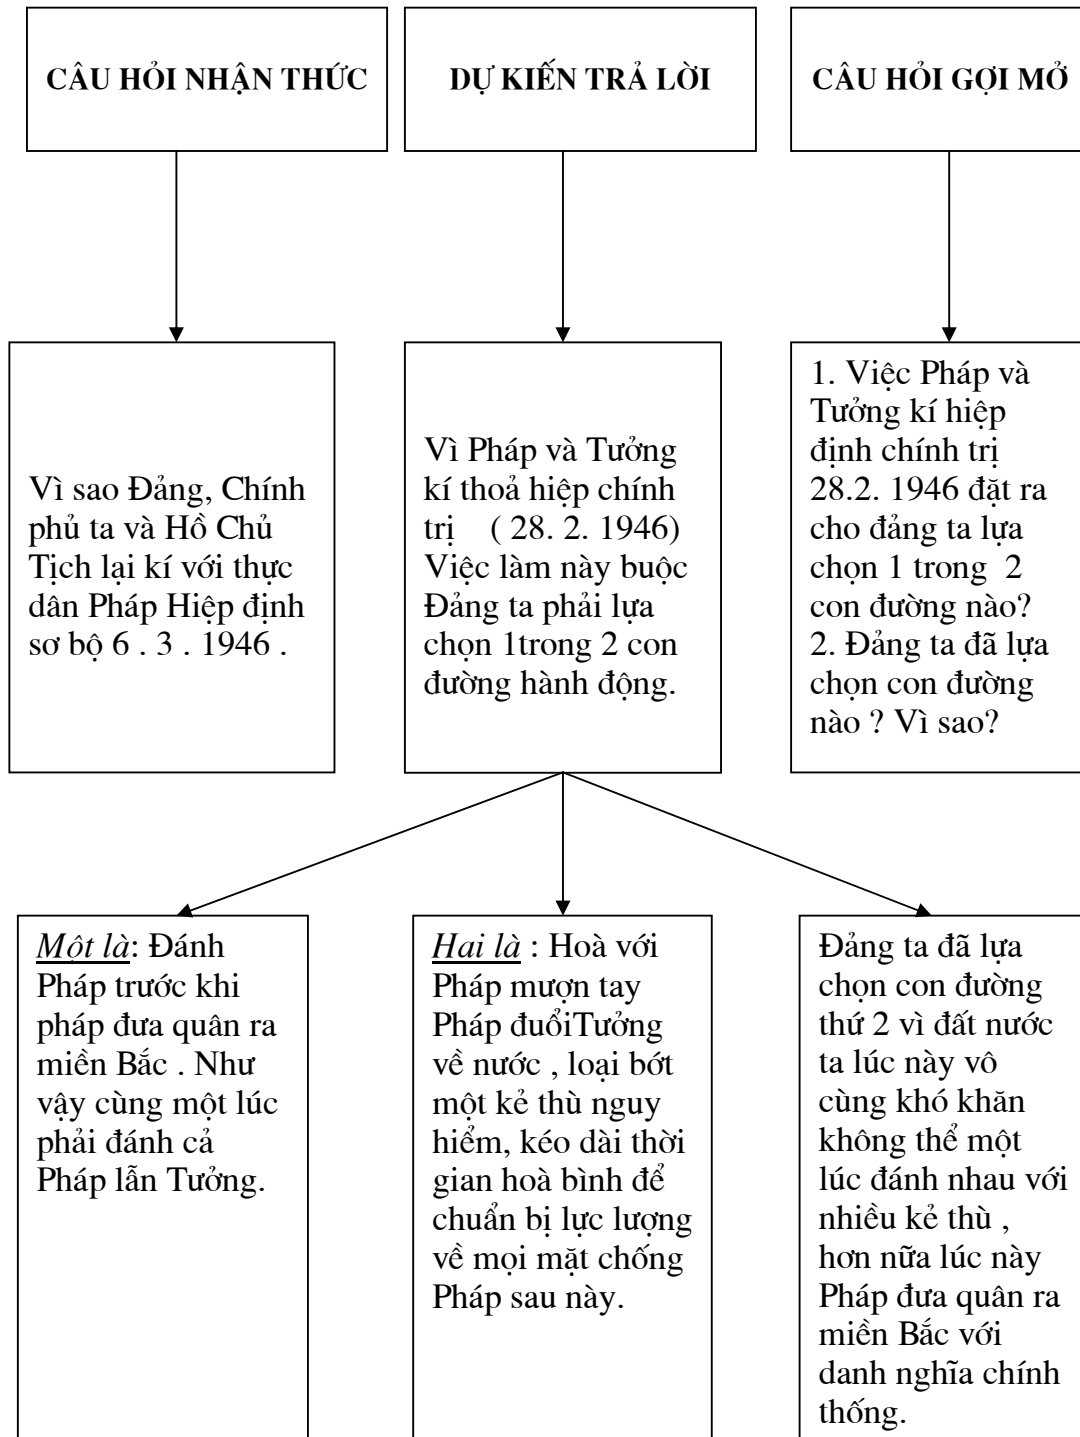 CÂU HỎI NHẬN THỨC
DỰ KIẾN TRẢ LỜI
CÂU HỎI GỢI MỞ
Vì sao Đảng, Chính
phủ ta và Hồ Chủ
Tịch lại kí với thực
dân Pháp Hiệp định
sơ bộ 6 . 3 . 1946 .
Vì Pháp và Tưởng
kí thoả hiệp chính
trị ( 28. 2. 1946)
Việc làm này buộc
Đảng ta phải lựa
chọn 1trong 2 con
đường hành động.
1. Việc Pháp và
Tưởng kí hiệp
định chính trị
28.2. 1946 đặt ra
cho đảng ta lựa
chọn 1 trong 2
con đường nào?
2. Đảng ta đã lựa
chọn con đường
nào ? Vì sao?
Một là: Đánh
Pháp trước khi
pháp đưa quân ra
miền Bắc . Như
vậy cùng một lúc
phải đánh cả
Pháp lẫn Tưởng.
Hai là : Hoà với
Pháp mượn tay
Pháp đuổiTưởng
về nước , loại bớt
một kẻ thù nguy
hiểm, kéo dài thời
gian hoà bình để
chuẩn bị lực lượng
về mọi mặt chống
Pháp sau này.
Đảng ta đã lựa
chọn con đường
thứ 2 vì đất nước
ta lúc này vô
cùng khó khăn
không thể một
lúc đánh nhau với
nhiều kẻ thù ,
hơn nữa lúc này
Pháp đưa quân ra
miền Bắc với
danh nghĩa chính
thống.